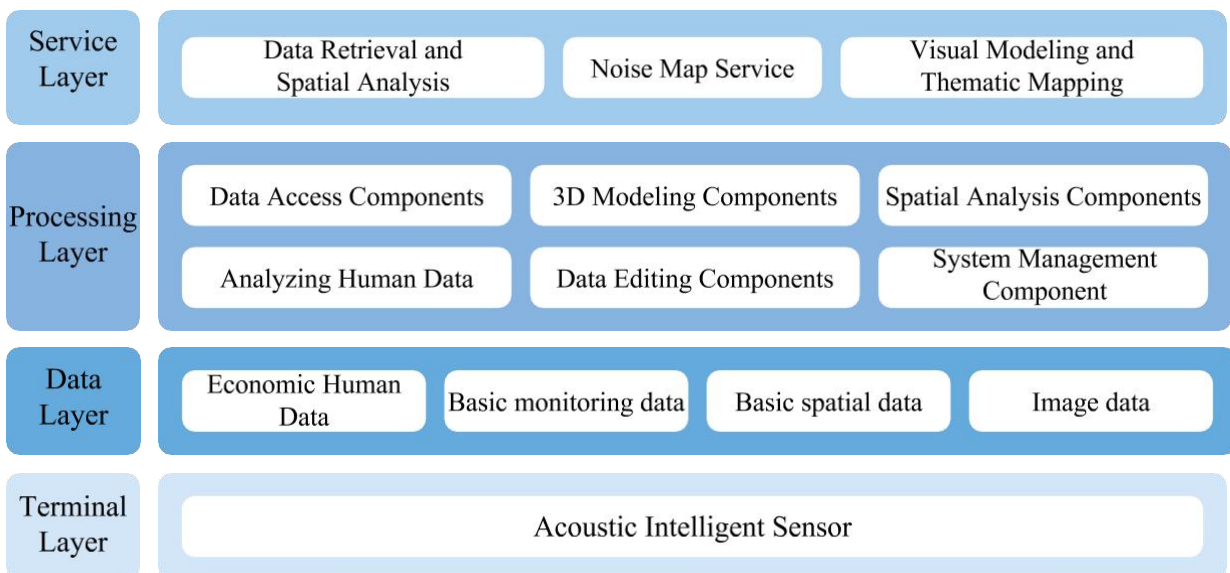 Service
Layer
Data Retrieval and
Spatial Analysis
Noise Map Service
Visual Modeling and
Thematic Mapping
Processing
Layer
Data Access Components
3D Modeling Components
Spatial Analysis Components
Analyzing Human Data
Data Editing Components
System Management
Component
Data
Layer
Economic Human
Data
Basic monitoring data
Basic spatial data
Image data
Terminal
Layer
Acoustic Intelligent Sensor